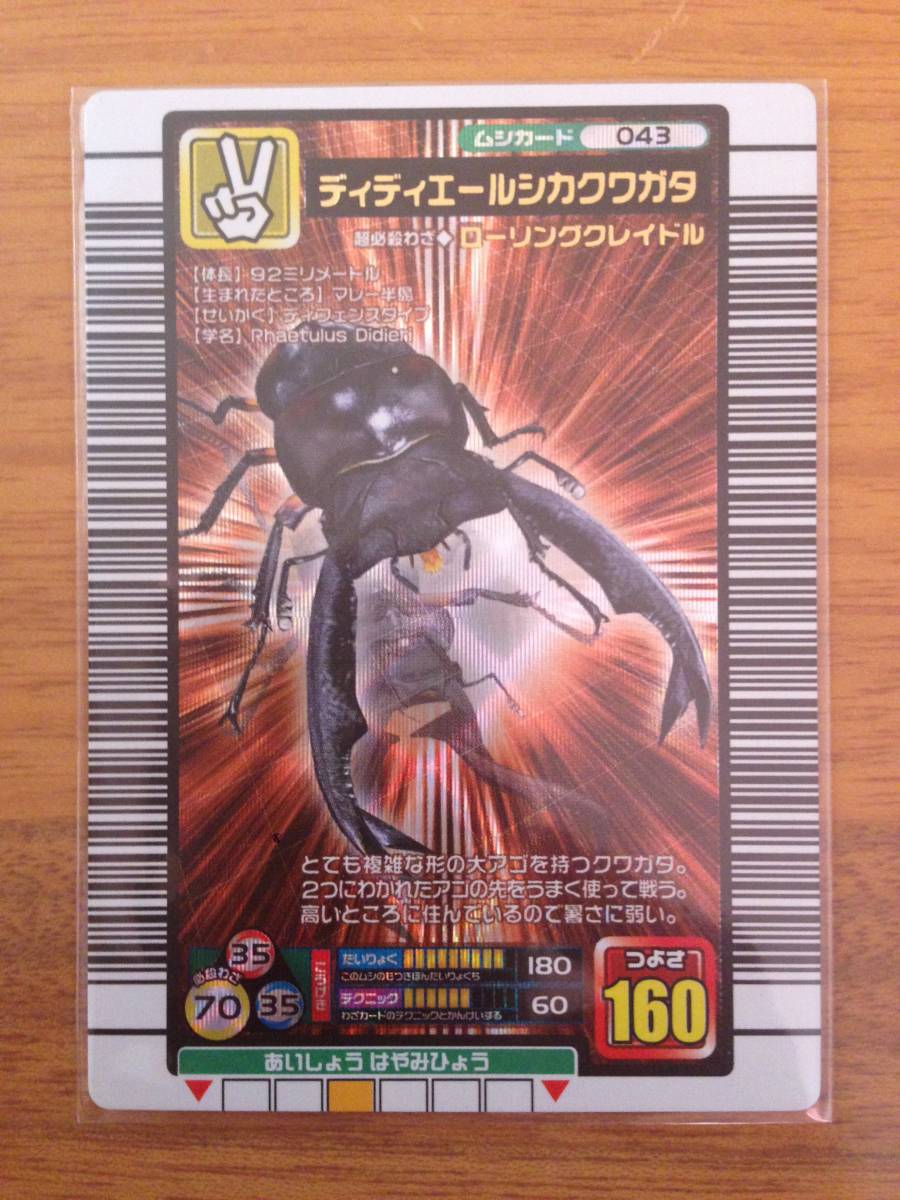 ムシカード 043
ディディエールシカクワガタ
超必殺わざ◆ローリングクレイドル
【体長】92ミリメートル
【生まれたところ】マレー半島
【せいかく】ディフェンスタイプ
【学名】Phaetulus Didieri
とても複雑な形の大アゴを持つクワガタ。
2つにわかれたアゴの先をうまく使って戦う。
高いところに住んでいるので暑さに弱い。
35
必殺わざ
70 35
たいりょく 180
このムシのもつきほんたいりょくち
テクニック 60
わざカードのテクニックとかんけいする
つよさ
160
あいしょう はやみひょう